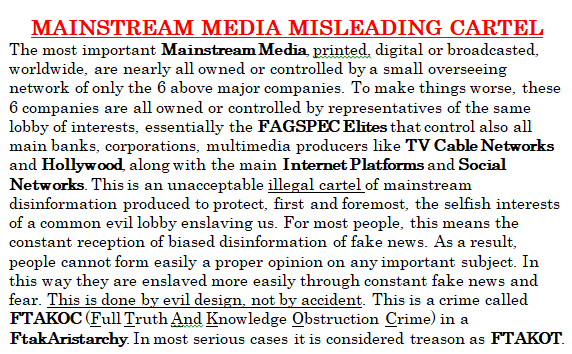 MAINSTREAM MEDIA MISLEADING CARTEL
The most important Mainstream Media, printed, digital or broadcasted,
worldwide, are nearly all owned or controlled by a small overseeing
network of only the 6 above major companies. To make things worse, these
6 companies are all owned or controlled by representatives of the same
lobby of interests, essentially the FAGSPEC Elites that control also all
main banks, corporations, multimedia producers like TV Cable Networks
and Hollywood, along with the main Internet Platforms and Social
Networks. This is an unacceptable illegal cartel of mainstream
disinformation produced to protect, first and foremost, the selfish interests
of a common evil lobby enslaving us. For most people, this means the
constant reception of biased disinformation of fake news. As a result,
people cannot form easily a proper opinion on any important subject. In
this way they are enslaved more easily through constant fake news and
fear. This is done by evil design, not by accident. This is a crime called
FTAKOC (Full Truth And Knowledge Obstruction Crime) in a
FtakAristarchy. In most serious cases it is considered treason as FTAKOT.